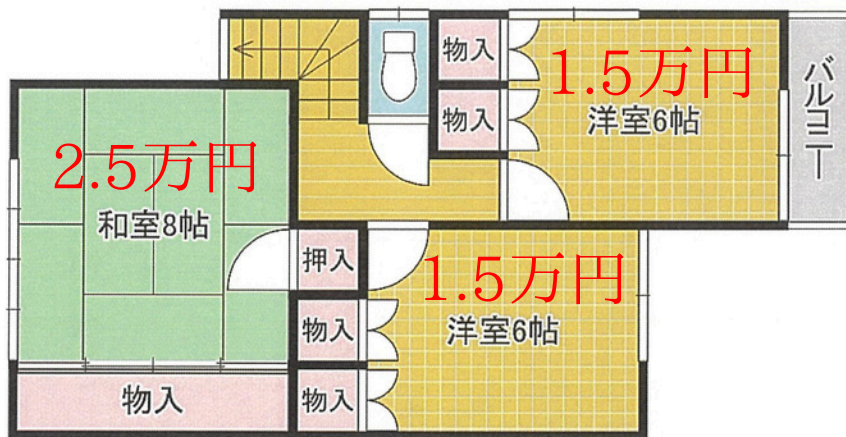 物入
1.5万円
物入
洋室6帖
バルコニー
2.5万円
和室8帖
押入
1.5万円
物入
洋室6帖
物入
物入